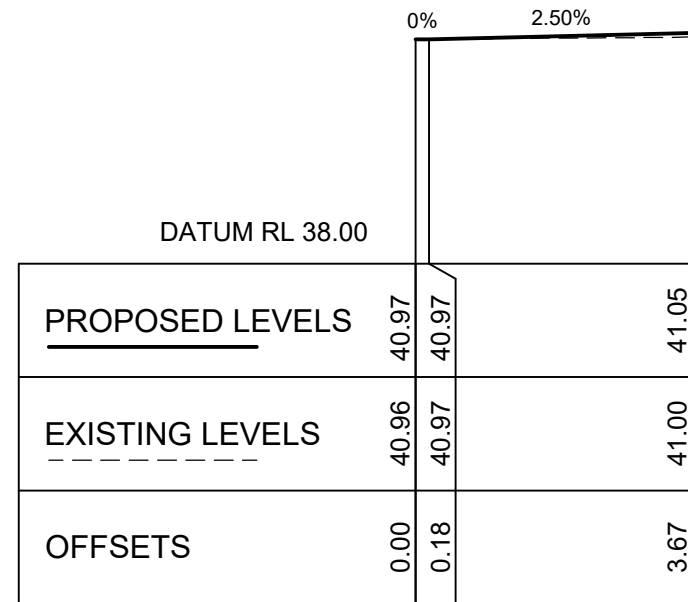 0% 2.50%
DATUM RL 38.00
PROPOSED LEVELS 40.97 40.97 41.05
EXISTING LEVELS 40.96 40.97 41.00
OFFSETS 0.00 0.18 3.67